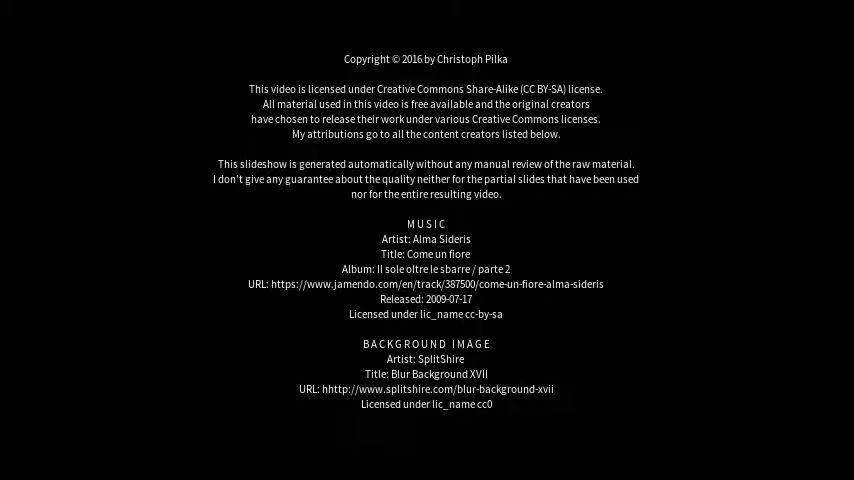 Copyright © 2016 by Christoph Pilka
This video is licensed under Creative Commons Share-Alike (CC BY-SA) license.
All material used in this video is free available and the original creators
have chosen to release their work under various Creative Commons licenses.
My attributions go to all the content creators listed below.
This slideshow is generated automatically without any manual review of the raw material.
I don't give any guarantee about the quality neither for the partial slides that have been used
nor for the entire resulting video.
MUSIC
Artist: Alma Sideris
Title: Come un fiore
Album: Il sole oltre le sbarre / parte 2
URL: https://www.jamendo.com/en/track/387500/come-un-fiore-alma-sideris
Released: 2009-07-17
Licensed under lic_name cc-by-sa
BACKGROUND IMAGE
Artist: SplitShire
Title: Blur Background XVII
URL: hhttp://www.splitshire.com/blur-background-xvii
Licensed under lic_name cc0